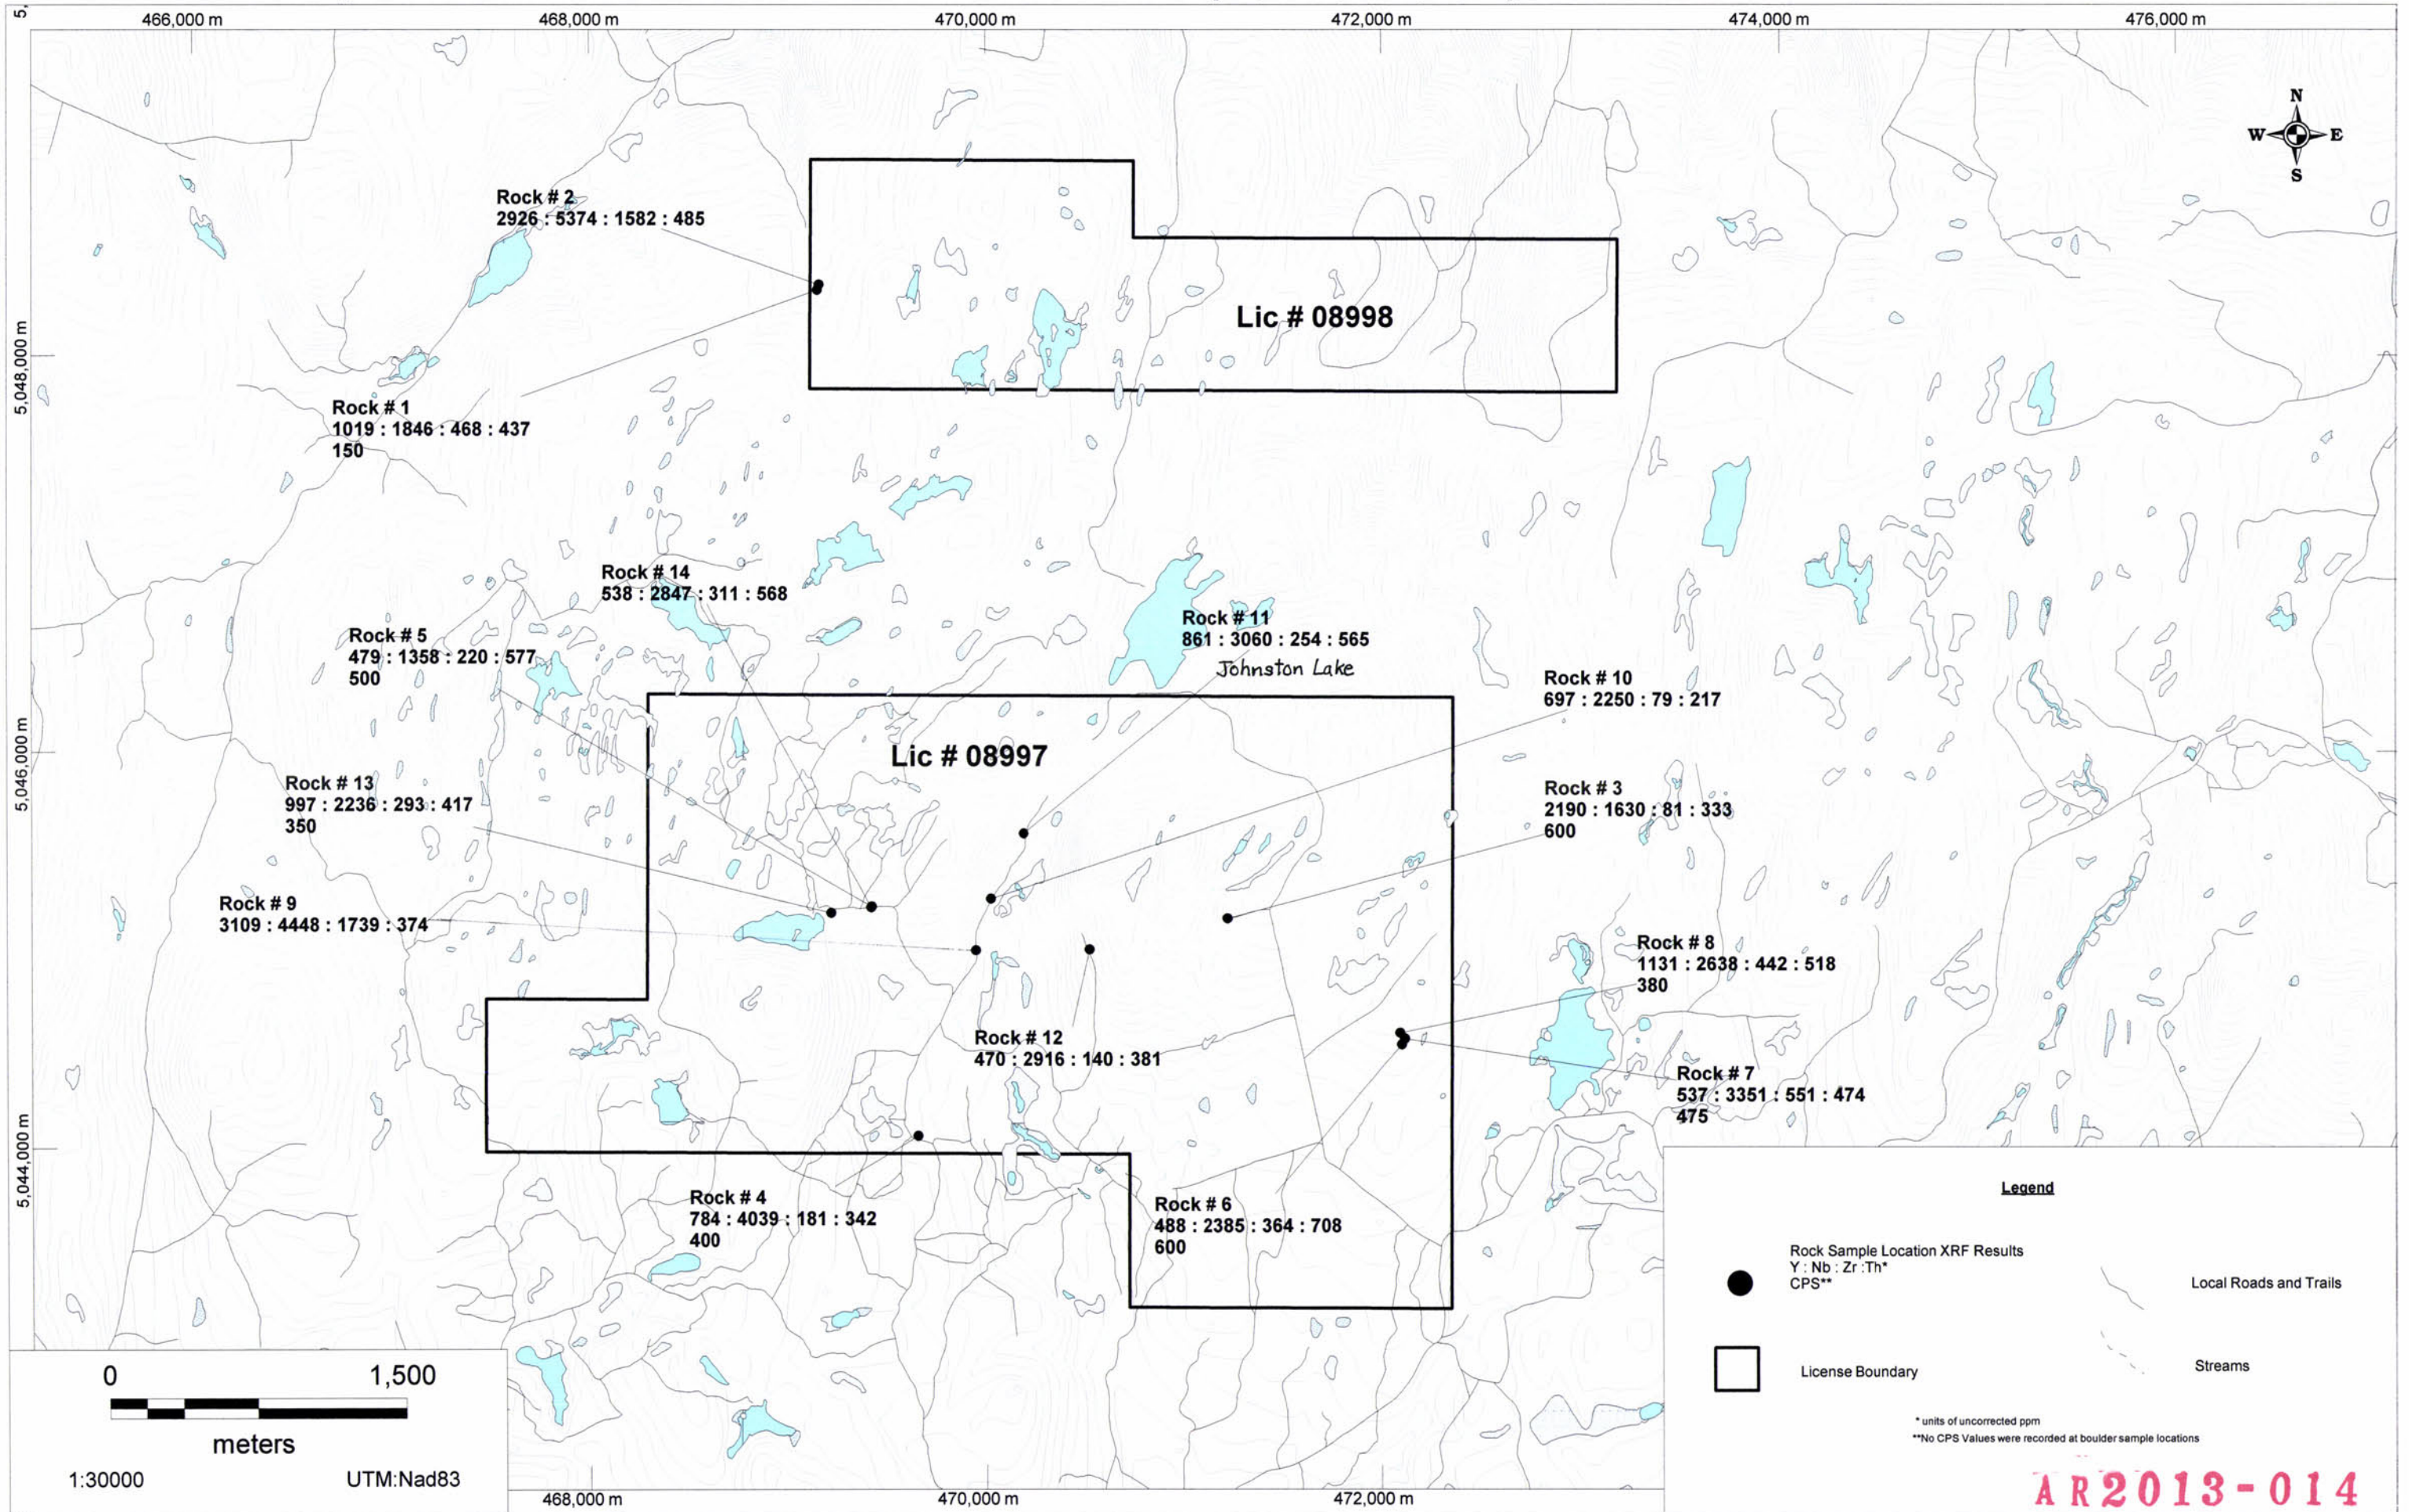 5,
466,000 m
468,000 m
470,000 m
472,000 m
474,000 m
476,000 m
N
W
E
S
Rock # 2
2926 : 5374 : 1582 : 485
Lic # 08998
5,048,000 m
Rock # 1
1019 : 1846 : 468 : 437
150
Rock # 14
538 : 2847 : 311 : 568
Rock # 11
861 : 3060 : 254 : 565
Johnston Lake
Rock # 5
479 : 1358 : 220 : 577
500
Rock # 10
697 : 2250 : 79 : 217
Lic # 08997
5,046,000 m
Rock # 13
997 : 2236 : 293 : 417
350
Rock # 3
2190 : 1630 : 81 : 333
600
Rock # 9
3109 : 4448 : 1739 : 374
Rock # 8
1131 : 2638 : 442 : 518
380
Rock # 12
470 : 2916 : 140 : 381
Rock # 7
537 : 3351 : 551 : 474
475
5,044,000 m
Rock # 4
784 : 4039 : 181 : 342
400
Rock # 6
488 : 2385 : 364 : 708
600
Legend
Rock Sample Location XRF Results
Y : Nb : Zr :Th*
CPS**
Local Roads and Trails
License Boundary
Streams
* units of uncorrected ppm
**No CPS Values were recorded at boulder sample locations
0
1,500
meters
1:30000
UTM:Nad83
468,000 m
470,000 m
472,000 m
AR2013-014